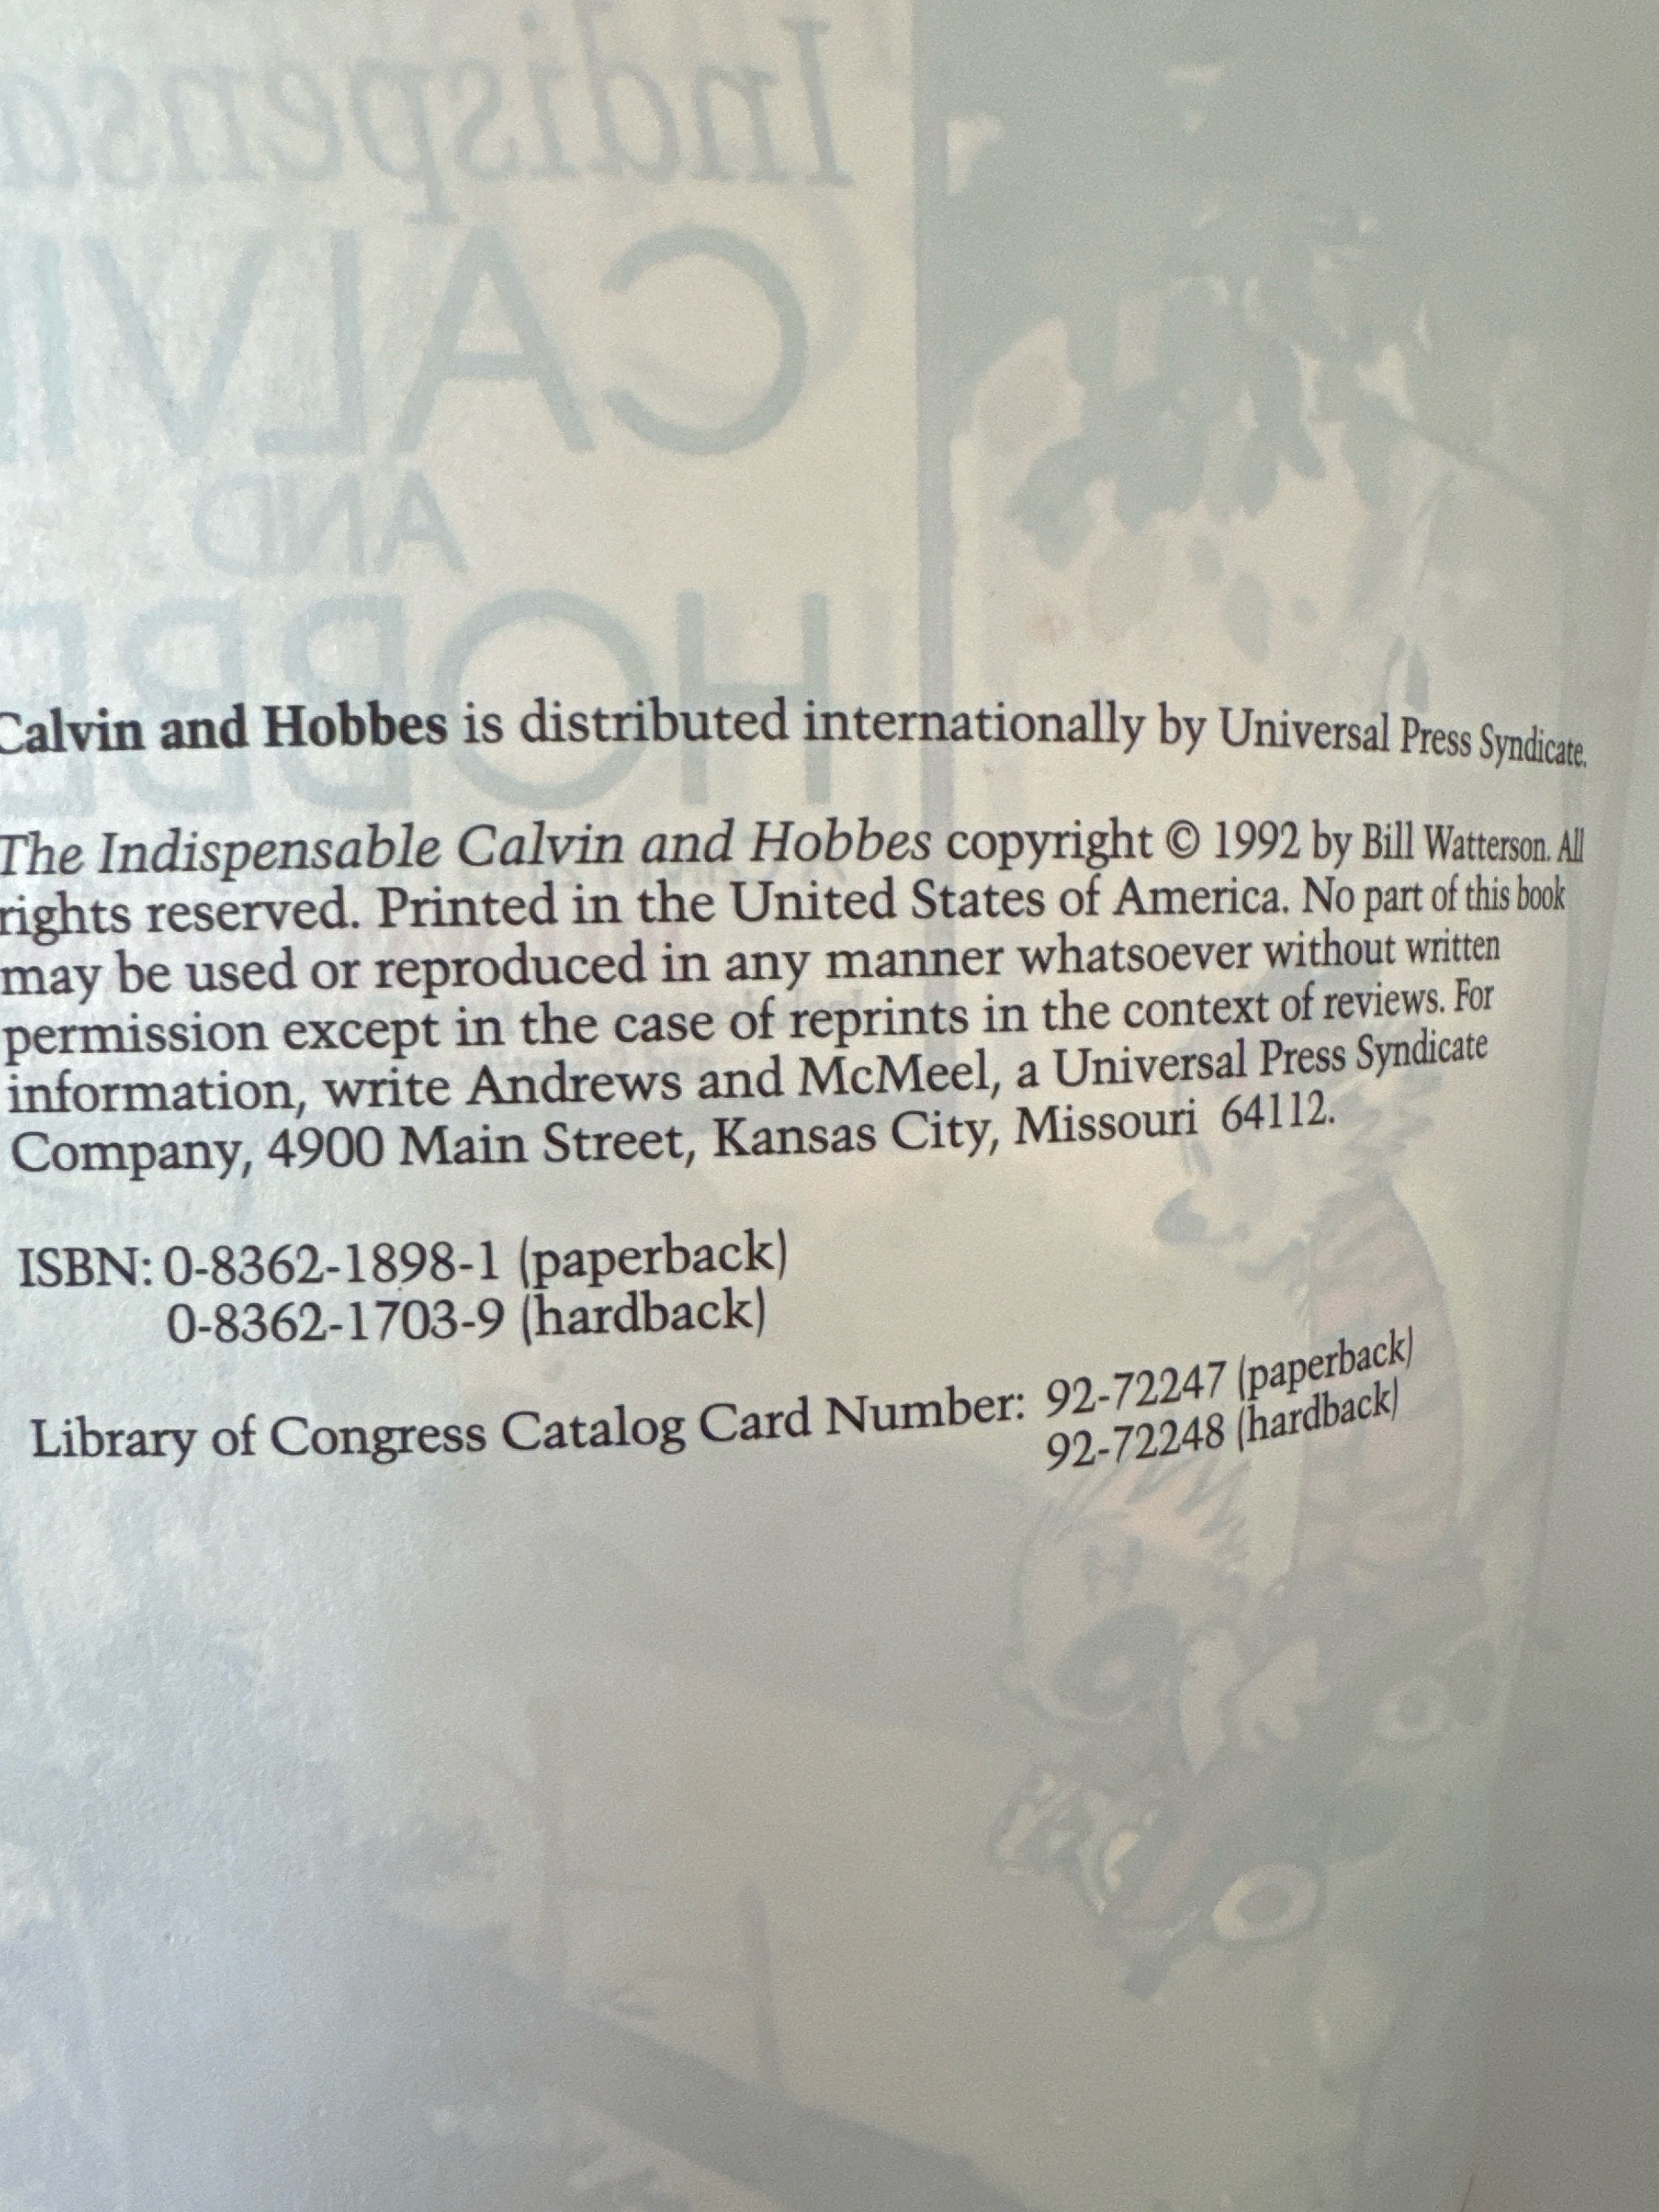 Indispensa
CALVI
AND
HOBBE
Calvin and Hobbes is distributed internationally by Universal Press Syndicate.
The Indispensable Calvin and Hobbes copyright © 1992 by Bill Watterson. All
rights reserved. Printed in the United States of America. No part of this book
may be used or reproduced in any manner whatsoever without written
permission except in the case of reprints in the context of reviews. For
information, write Andrews and McMeel, a Universal Press Syndicate
Company, 4900 Main Street, Kansas City, Missouri 64112.
ISBN: 0-8362-1898-1 (paperback)
0-8362-1703-9 (hardback)
Library of Congress Catalog Card Number: 92-72247 (paperback)
92-72248 (hardback)